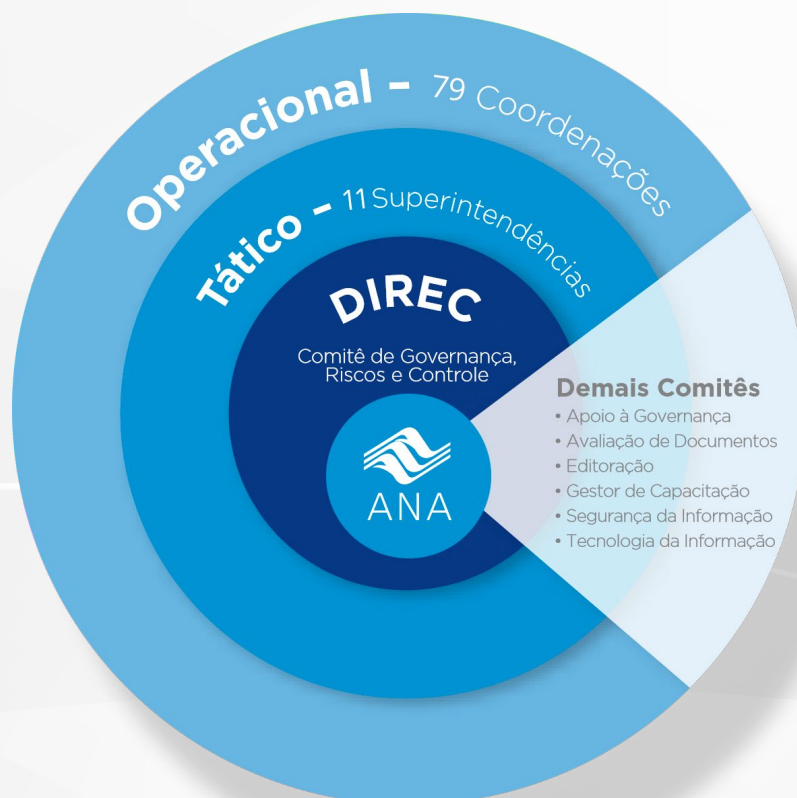 Operacional - 79 Coordenações
Tático - 11 Superintendências
DIREC
Comitê de Governança,
Riscos e Controle
ANA
Demais Comitês
• Apoio à Governança
• Avaliação de Documentos
• Editoração
• Gestor de Capacitação
• Segurança da Informação
• Tecnologia da Informação